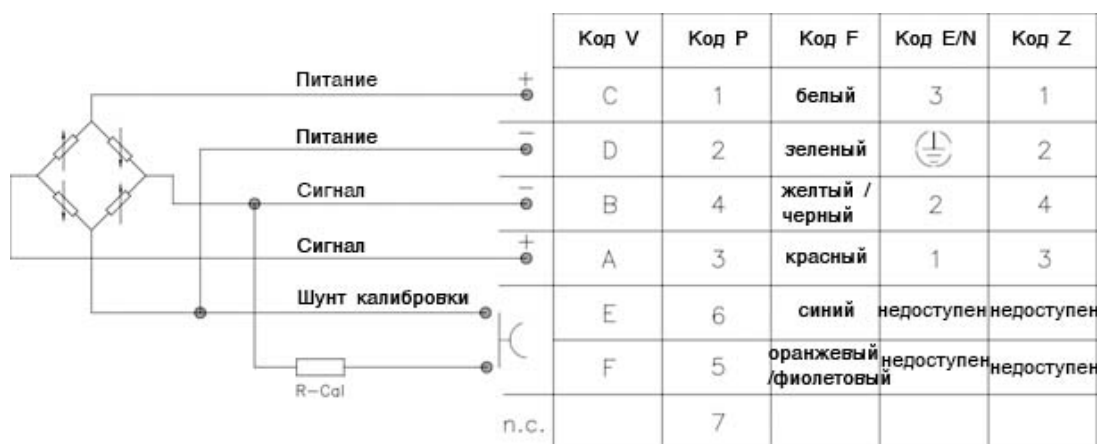 Код V Код P Код F Код E/N Код Z
Питание + C 1 белый 3 1
Питание − D 2 зеленый 2
Сигнал − B 4 желтый / черный 2 4
Сигнал + A 3 красный 1 3
Шунт калибровки E 6 синий недоступен недоступен
R-Cal F 5 оранжевый /фиолетовый недоступен недоступен
n.c. 7